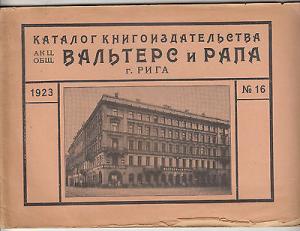 КАТАЛОГ КНИГОИЗДАТЕЛЬСТВА
АКЦ. ОБЩ. ВАЛЬТЕРС и РАПА
г. РИГА
1923
№ 16